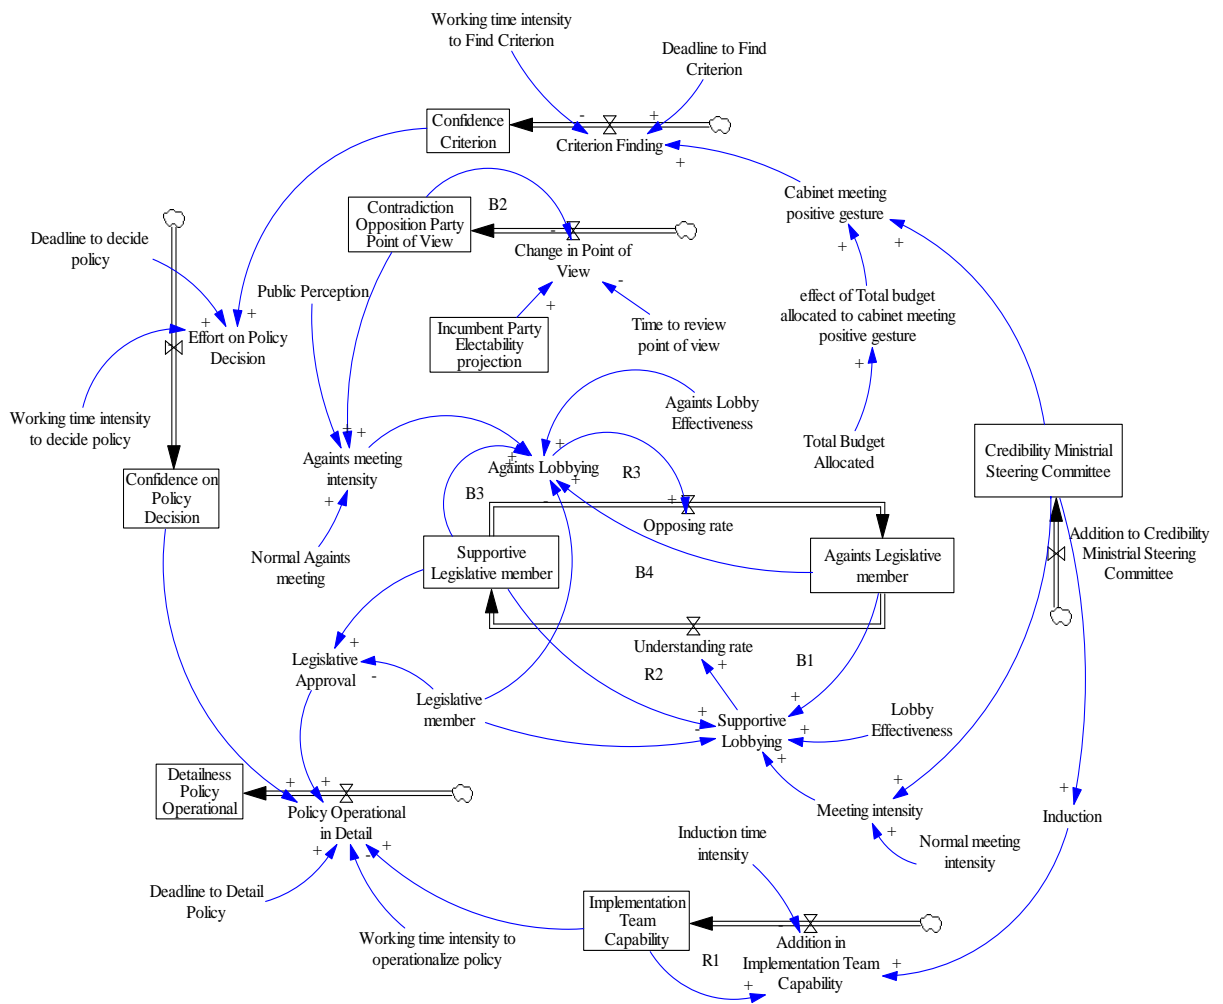 Working time intensity
to Find Criterion
Deadline to Find
Criterion
Confidence
Criterion
-
+
Criterion Finding
+
Cabinet meeting
positive gesture
+
+
Contradiction
Opposition Party
Point of View
B2
-
Change in Point of
View
+
-
Deadline to decide
policy
Public Perception
effect of Total budget
allocated to cabinet meeting
positive gesture
+
+
+
Effort on Policy
Decision
Incumbent Party
Electability
projection
Time to review
point of view
Working time intensity
to decide policy
Againts Lobby
Effectiveness
Total Budget
Allocated
+
+
Againts meeting
intensity
+
+
+
+
-
Againts Lobbying
R3
+
B3
Opposing rate
Credibility Ministrial
Steering Committee
Confidence on
Policy
Decision
Normal Againts
meeting
Supportive
Legislative member
B4
Againts Legislative
member
Addition to Credibility
Ministrial Steering
Committee
Understanding rate
+
B1
R2
+
Legislative
Approval
-
Legislative
member
+
-
+
+
+
Supportive
Lobbying
Lobby
Effectiveness
Detailness
Policy
Operational
+
+
Policy Operational
in Detail
+
-
+
+
Meeting intensity
+
Normal meeting
intensity
+
Induction
Induction time
intensity
Deadline to Detail
Policy
Working time intensity to
operationalize policy
Implementation
Team
Capability
R1
-
Addition in
Implementation Team
Capability
+
+